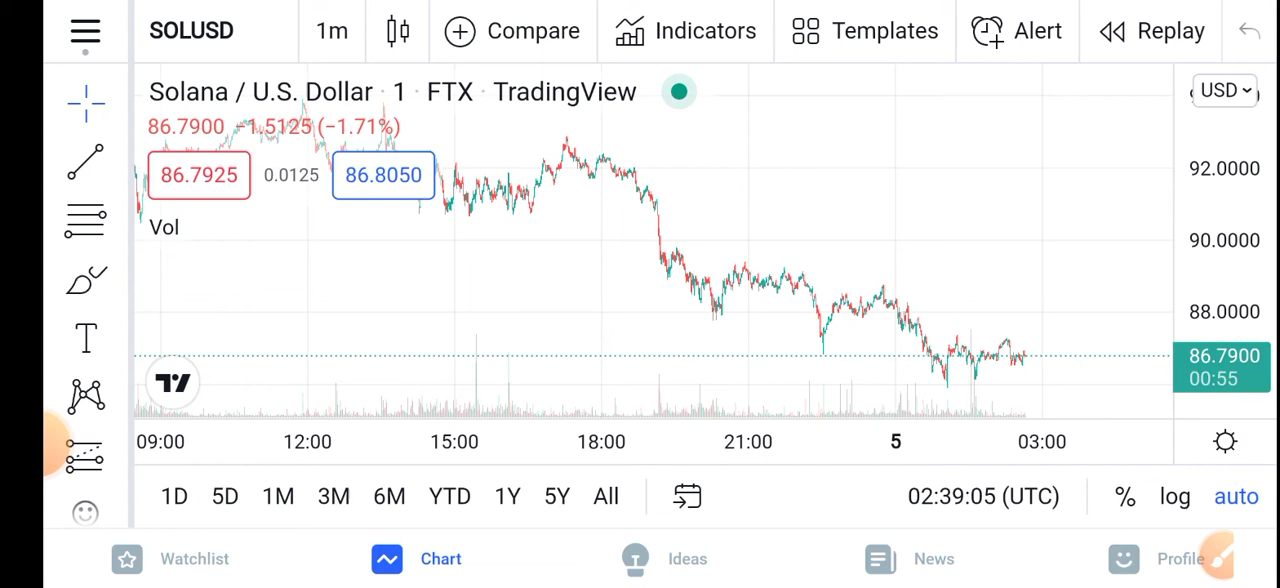 SOLUSD 1m Compare Indicators Templates Alert Replay
Solana / U.S. Dollar · 1 · FTX · TradingView
USD
86.7900 −1.5125 (−1.71%)
86.7925 0.0125 86.8050
92.0000
Vol
90.0000
88.0000
86.7900
00:55
09:00 12:00 15:00 18:00 21:00 5 03:00
1D 5D 1M 3M 6M YTD 1Y 5Y All 02:39:05 (UTC) % log auto
Watchlist Chart Ideas News Profile